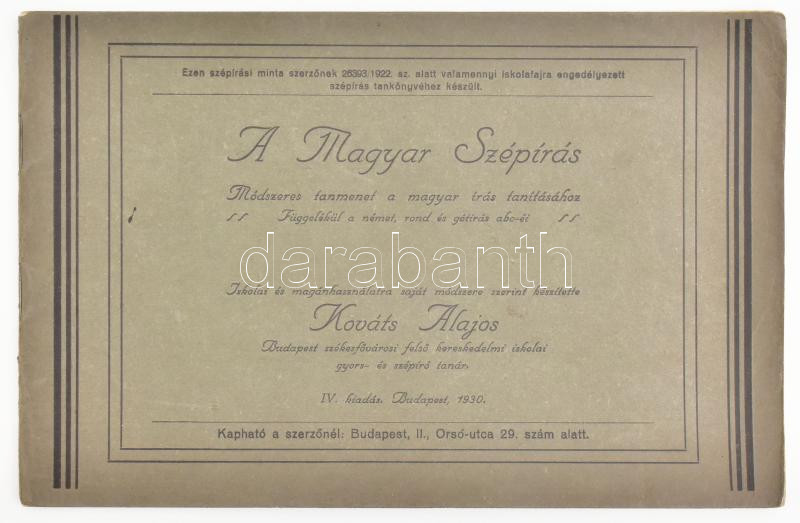 Ezen szépírási minta szerzőnek 26393/1922. sz. alatt valamennyi iskolafajra engedélyezett
szépírás tankönyvéhez készült.
A Magyar Szépírás
Módszeres tanmenet a magyar írás tanításához
Függelékül a német, rond és gótírás abc-éi
darabanth
Iskolai és magánhasználatra saját módszere szerint készítette
Kováts Alajos
Budapest székesfővárosi felső kereskedelmi iskolai
gyors- és szépíró tanár.
IV. kiadás. Budapest, 1930.
Kapható a szerzőnél: Budapest, II., Orsó-utca 29. szám alatt.